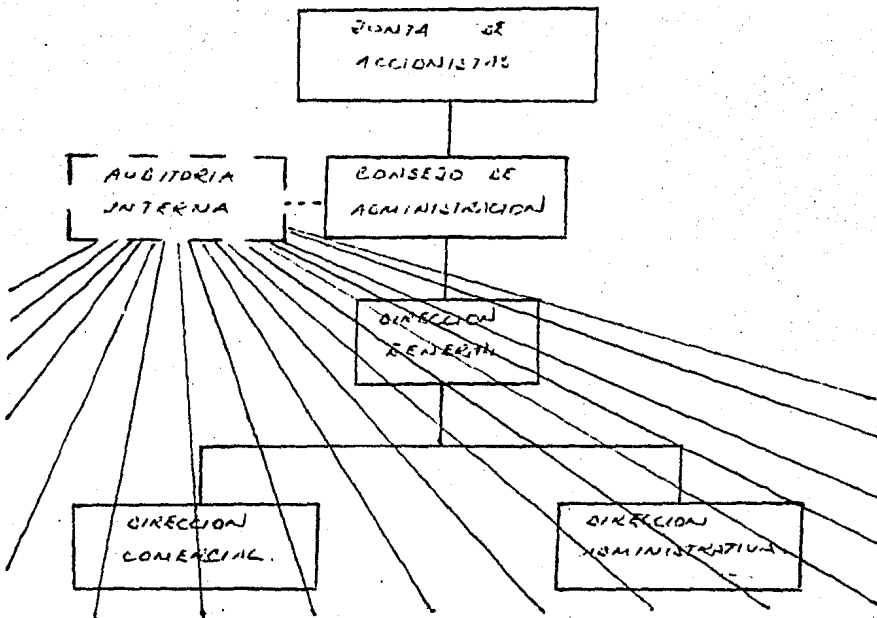 JUNTA DE
ACCIONISTAS
AUDITORIA
INTERNA
CONSEJO DE
ADMINISTRACION
DIRECCION
GENERAL
DIRECCION
COMERCIAL.
DIRECCION
ADMINISTRATIVA.